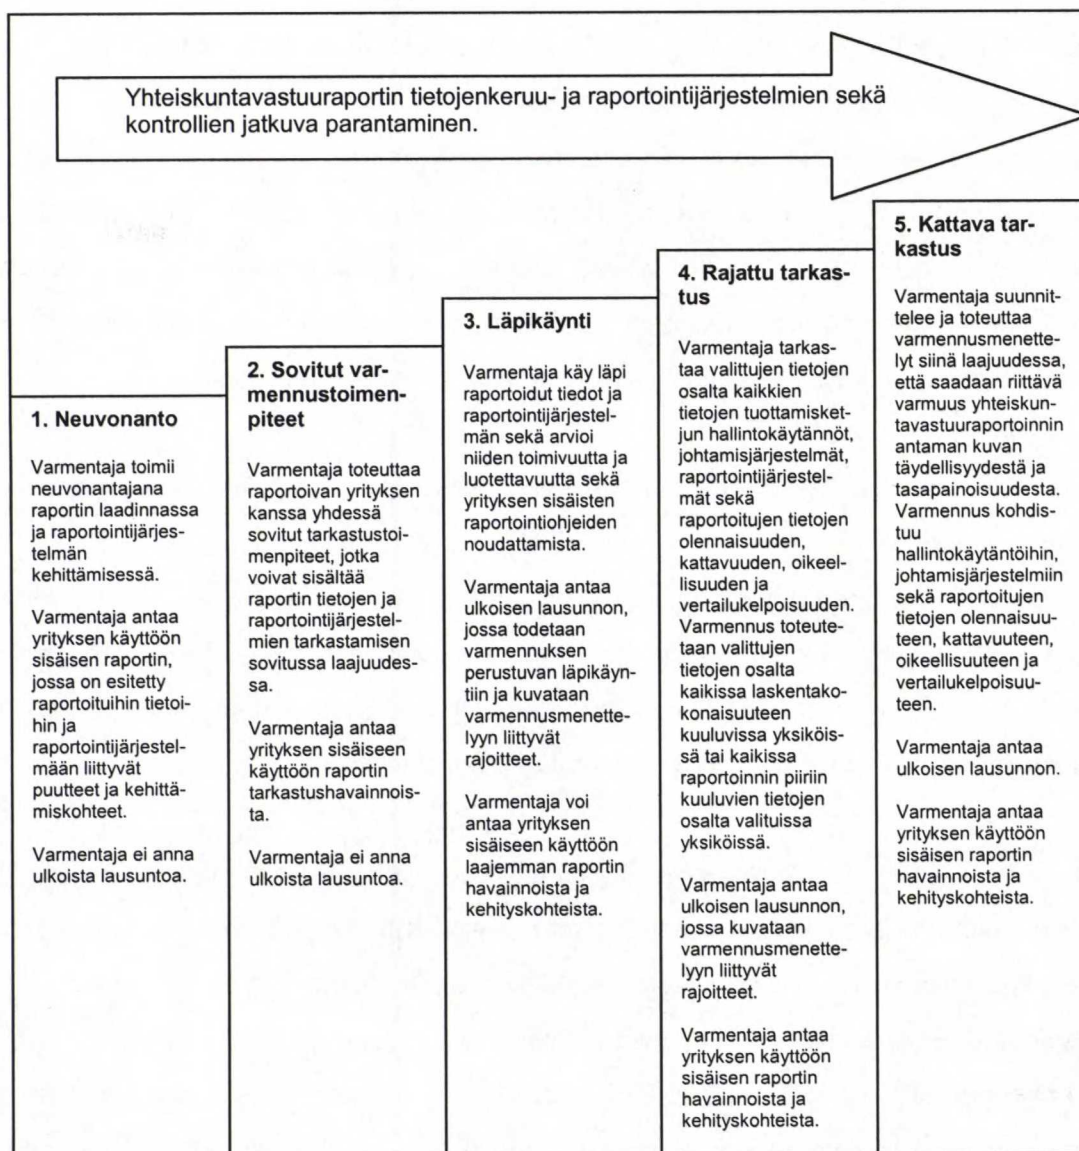 Yhteiskuntavastuuraportin tietojenkeruu- ja raportointijärjestelmien sekä
kontrollien jatkuva parantaminen.
1. Neuvonanto
Varmentaja toimii
neuvonantajana
raportin laadinnassa
ja raportointijärjes-
telmän
kehittämisessä.
Varmentaja antaa
yrityksen käyttöön
sisäisen raportin,
jossa on esitetty
raportoituihin tietoi-
hin ja
raportointijärjestel-
mään liittyvät
puutteet ja kehittä-
miskohteet.
Varmentaja ei anna
ulkoista lausuntoa.
2. Sovitut var-
mennustoimen-
piteet
Varmentaja toteuttaa
raportoivan yrityksen
kanssa yhdessä
sovitut tarkastustoi-
menpiteet, jotka
voivat sisältää
raportin tietojen ja
raportointijärjestel-
mien tarkastamisen
sovitussa laajuudes-
sa.
Varmentaja antaa
yrityksen sisäiseen
käyttöön raportin
tarkastushavainnois-
ta.
Varmentaja ei anna
ulkoista lausuntoa.
3. Läpikäynti
Varmentaja käy läpi
raportoidut tiedot ja
raportointijärjestel-
män sekä arvioi
niiden toimivuutta ja
luotettavuutta sekä
yrityksen sisäisten
raportointiohjeiden
noudattamista.
Varmentaja antaa
ulkoisen lausunnon,
jossa todetaan
varmennuksen
perustuvan läpikäyn-
tiin ja kuvataan
varmennusmenette-
lyyn liittyvät
rajoitteet.
Varmentaja voi
antaa yrityksen
sisäiseen käyttöön
laajemman raportin
havainnoista ja
kehityskohteista.
4. Rajattu tarkas-
tus
Varmentaja tarkas-
taa valittujen tietojen
osalta kaikkien
tietojen tuottamisket-
jun hallintokäytännöt,
johtamisjärjestelmät,
raportointijärjestel-
mät sekä
raportoitujen tietojen
olennaisuuden,
kattavuuden, oikeel-
lisuuden ja
vertailukelpoisuuden.
Varmennus toteute-
taan valittujen
tietojen osalta
kaikissa laskentako-
konaisuuteen
kuuluvissa yksiköis-
sä tai kaikissa
raportoinnin piiriin
kuuluvien tietojen
osalta valituissa
yksiköissä.
Varmentaja antaa
ulkoisen lausunnon,
jossa kuvataan
varmennusmenette-
lyyn liittyvät
rajoitteet.
Varmentaja antaa
yrityksen käyttöön
sisäisen raportin
havainnoista ja
kehityskohteista.
5. Kattava tar-
kastus
Varmentaja suunnit-
telee ja toteuttaa
varmennusmenette-
lyt siinä laajuudessa,
että saadaan riittävä
varmuus yhteiskun-
tavastuuraportoinnin
antaman kuvan
täydellisyydestä ja
tasapainoisuudesta.
Varmennus kohdis-
tuu
hallintokäytäntöihin,
johtamisjärjestelmiin
sekä raportoitujen
tietojen olennaisuu-
teen, kattavuuteen,
oikeellisuuteen ja
vertailukelpoisuu-
teen.
Varmentaja antaa
ulkoisen lausunnon.
Varmentaja antaa
yrityksen käyttöön
sisäisen raportin
havainnoista ja
kehityskohteista.